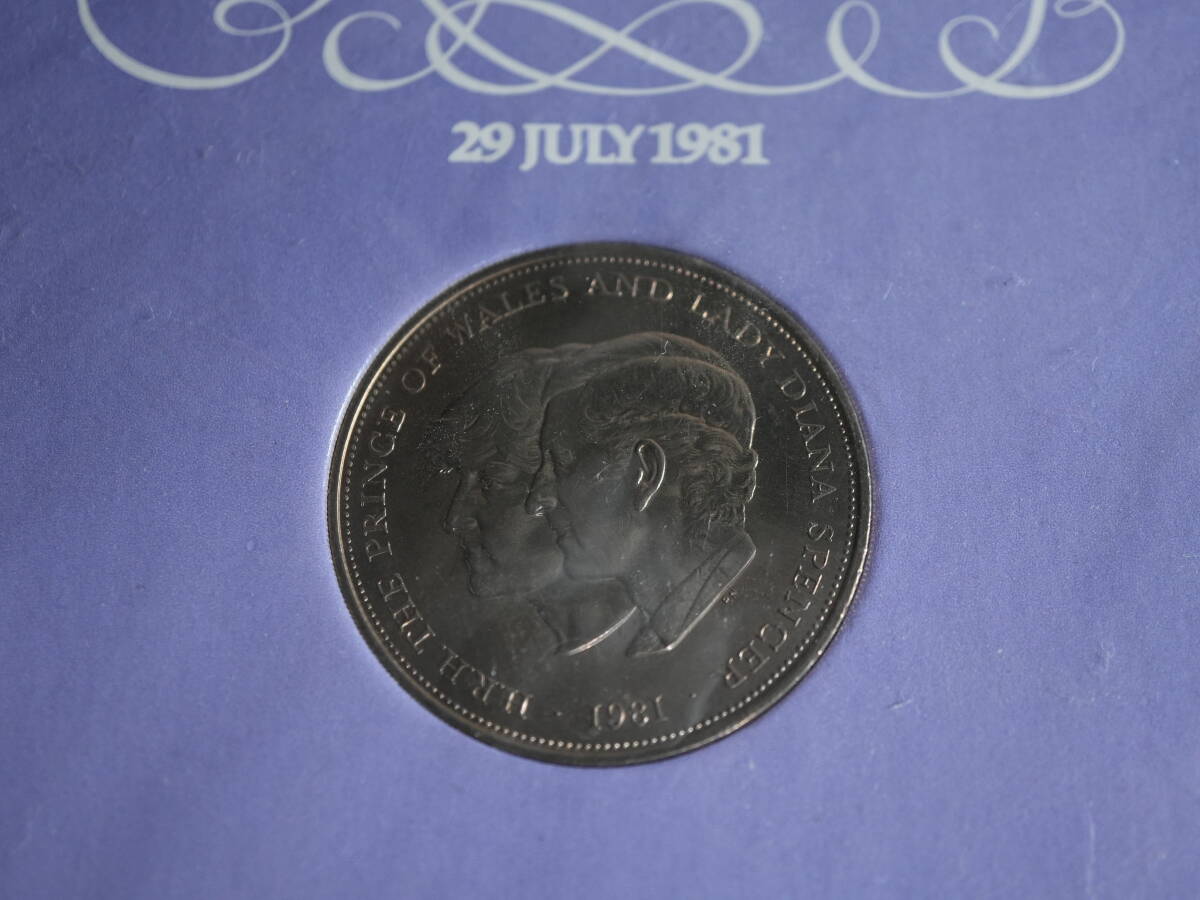 29 JULY 1981
H.R.H. THE PRINCE OF WALES AND LADY DIANA SPENCER
· 1981 ·